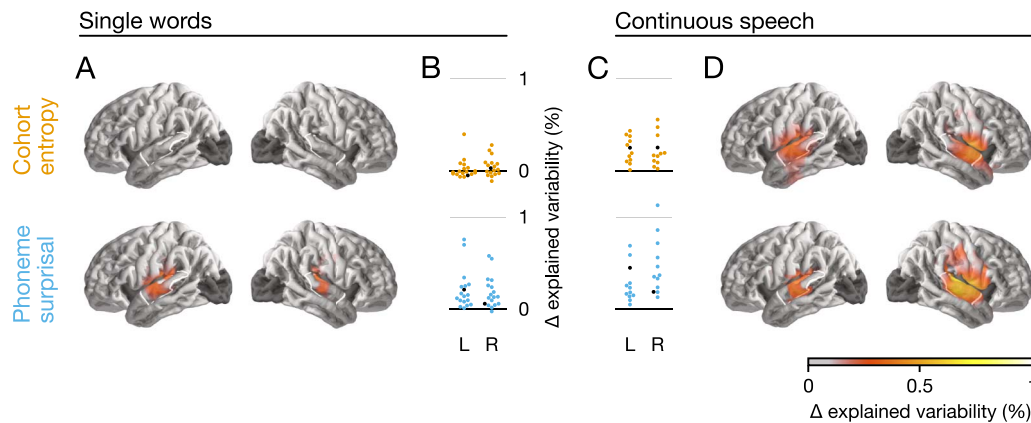 Single words
Continuous speech
A
B
C
D
Cohort
entropy
1
0
Phoneme
surprisal
1
0
Δ explained variability (%)
L R
L R
0 0.5 1
Δ explained variability (%)